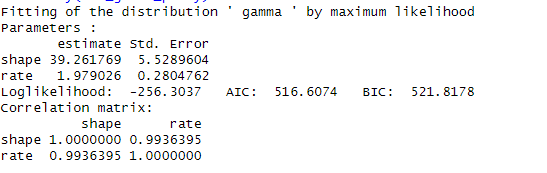 Fitting of the distribution ' gamma ' by maximum likelihood
Parameters :
estimate Std. Error
shape 39.261769 5.5289604
rate 1.979026 0.2804762
Loglikelihood: -256.3037 AIC: 516.6074 BIC: 521.8178
Correlation matrix:
shape rate
shape 1.0000000 0.9936395
rate 0.9936395 1.0000000